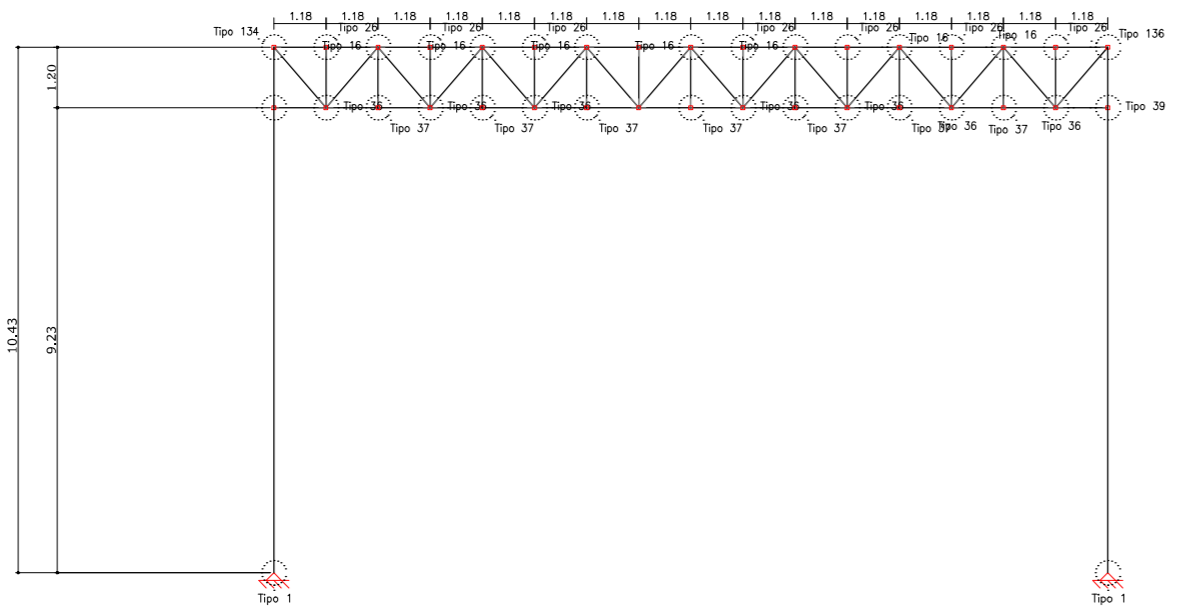 1.18 1.18 1.18 1.18 1.18 1.18 1.18 1.18 1.18 1.18 1.18 1.18 1.18 1.18 1.18 1.18
Tipo 134 Tipo 26 Tipo 26 Tipo 26 Tipo 26 Tipo 26 Tipo 26 Tipo 26 Tipo 136
Tipo 16 Tipo 16 Tipo 16 Tipo 16 Tipo 16 Tipo 16 Tipo 16
1.20
Tipo 36 Tipo 36 Tipo 36 Tipo 36 Tipo 36 Tipo 39
Tipo 37 Tipo 37 Tipo 37 Tipo 37 Tipo 37 Tipo 37 Tipo 36 Tipo 37 Tipo 36
10.43
9.23
Tipo 1 Tipo 1